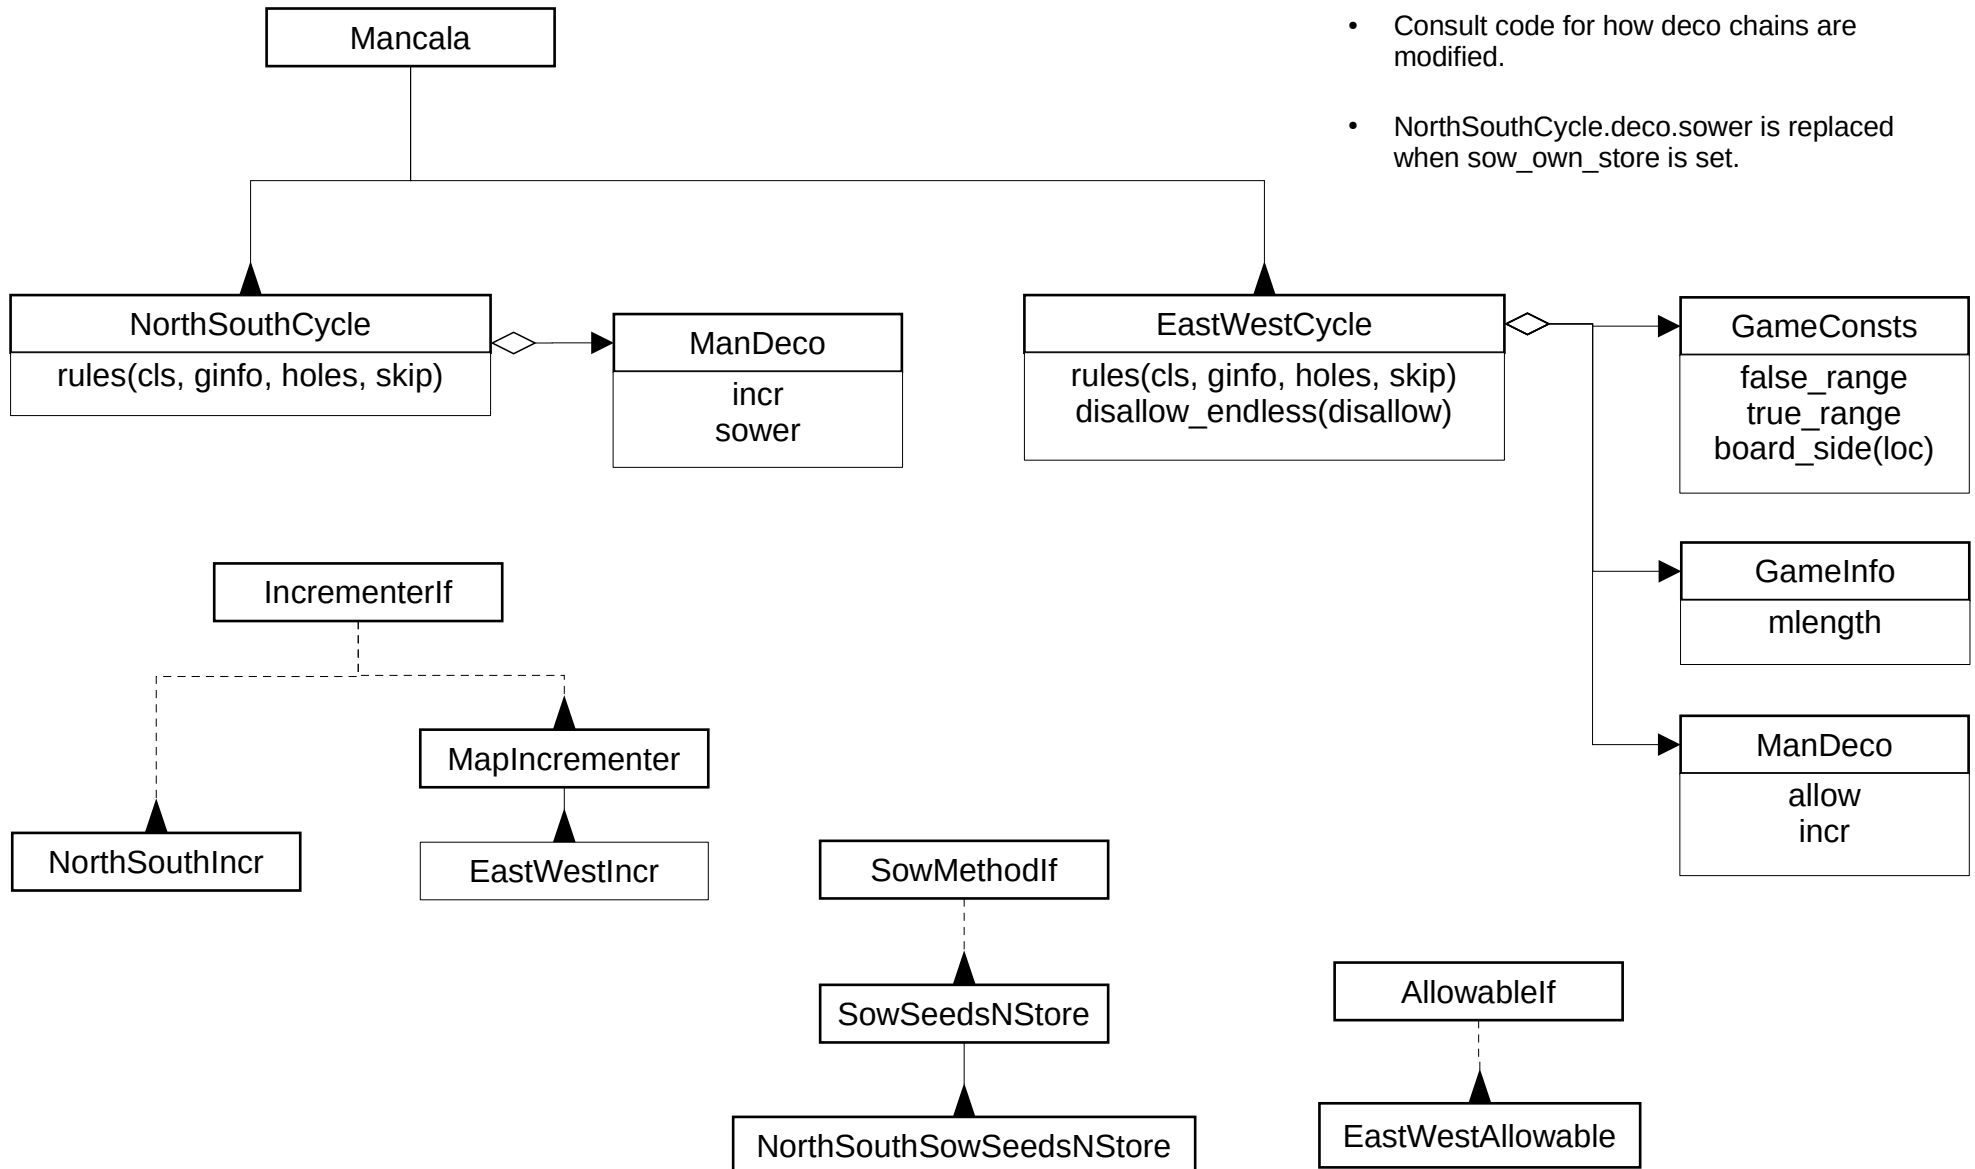 Mancala
• Consult code for how deco chains are
modified.
• NorthSouthCycle.deco.sower is replaced
when sow_own_store is set.
NorthSouthCycle
rules(cls, ginfo, holes, skip)
ManDeco
incr
sower
EastWestCycle
rules(cls, ginfo, holes, skip)
disallow_endless(disallow)
GameConsts
false_range
true_range
board_side(loc)
GameInfo
mlength
ManDeco
allow
incr
IncrementerIf
MapIncrementer
NorthSouthIncr
EastWestIncr
SowMethodIf
SowSeedsNStore
NorthSouthSowSeedsNStore
AllowableIf
EastWestAllowable